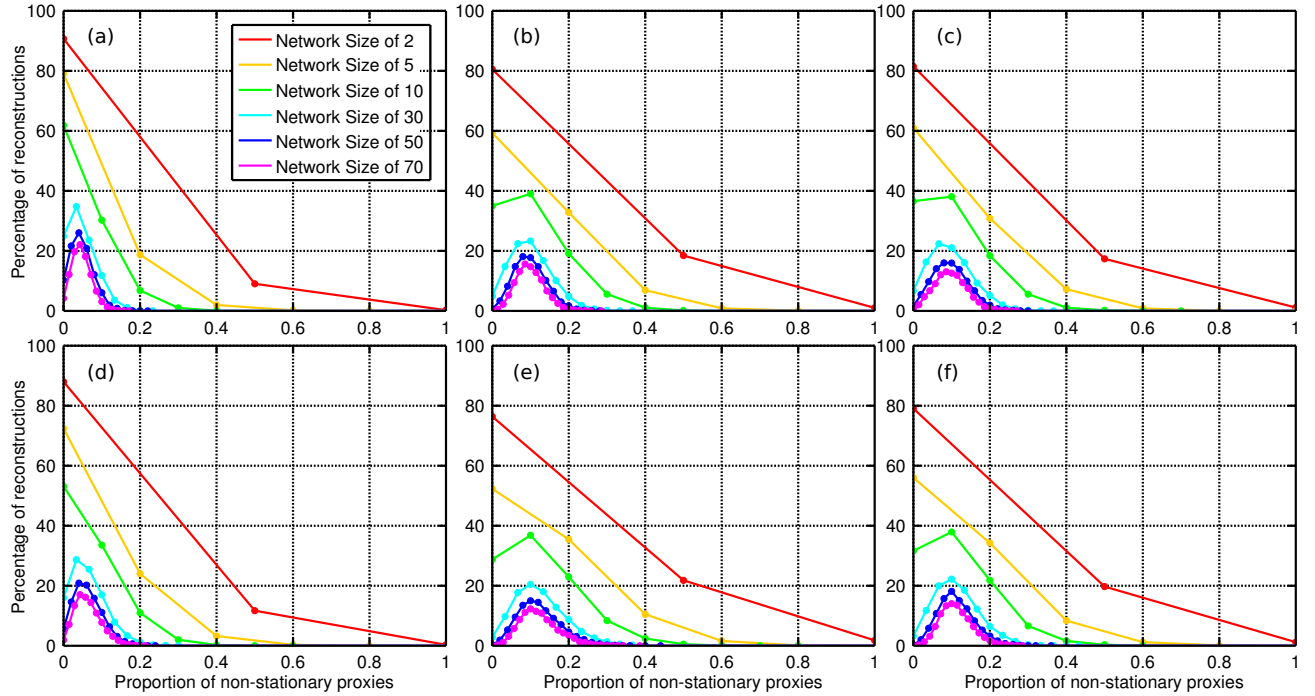 100
80
60
40
20
0
Percentage of reconstructions
(a)
Network Size of 2
Network Size of 5
Network Size of 10
Network Size of 30
Network Size of 50
Network Size of 70
0 0.2 0.4 0.6 0.8 1
100
80
60
40
20
0
(b)
0 0.2 0.4 0.6 0.8 1
100
80
60
40
20
0
(c)
0 0.2 0.4 0.6 0.8 1
100
80
60
40
20
0
Percentage of reconstructions
(d)
0 0.2 0.4 0.6 0.8 1
Proportion of non-stationary proxies
100
80
60
40
20
0
(e)
0 0.2 0.4 0.6 0.8 1
Proportion of non-stationary proxies
100
80
60
40
20
0
(f)
0 0.2 0.4 0.6 0.8 1
Proportion of non-stationary proxies